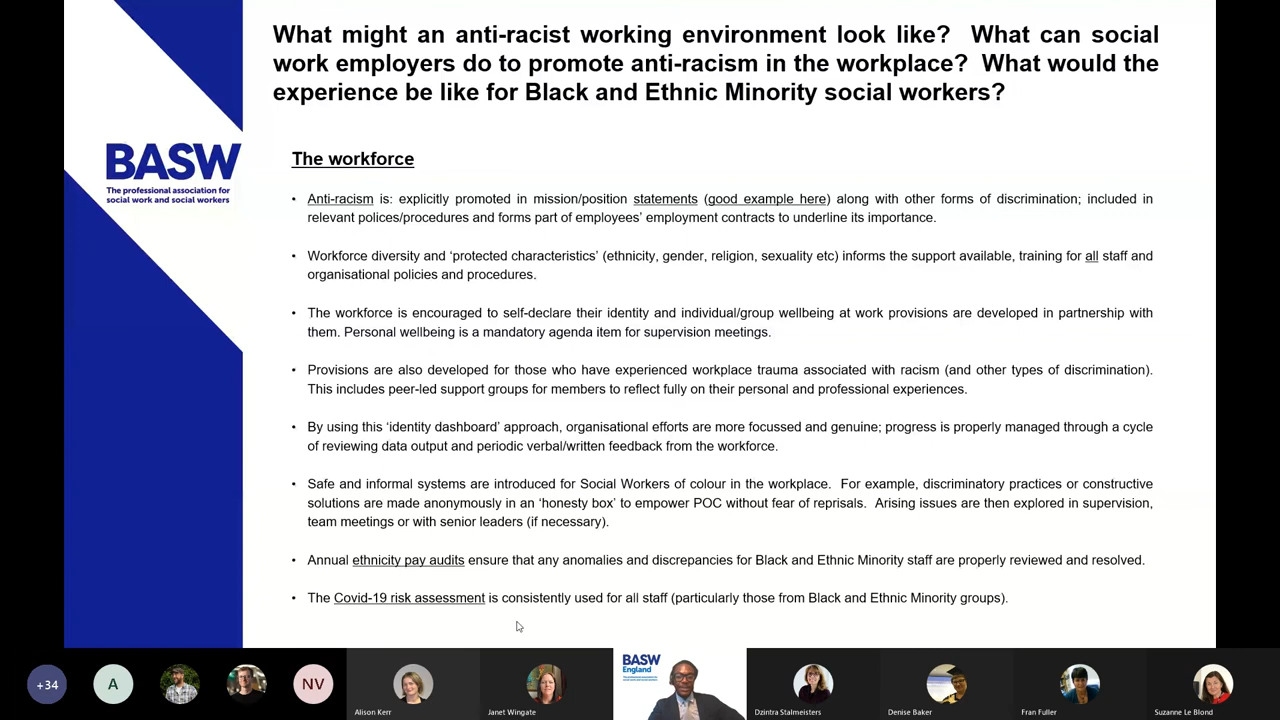 What might an anti-racist working environment look like? What can social
work employers do to promote anti-racism in the workplace? What would the
experience be like for Black and Ethnic Minority social workers?
BASW
The professional association for
social work and social workers
The workforce
• Anti-racism is: explicitly promoted in mission/position statements (good example here) along with other forms of discrimination; included in
relevant polices/procedures and forms part of employees' employment contracts to underline its importance.
• Workforce diversity and 'protected characteristics' (ethnicity, gender, religion, sexuality etc) informs the support available, training for all staff and
organisational policies and procedures.
• The workforce is encouraged to self-declare their identity and individual/group wellbeing at work provisions are developed in partnership with
them. Personal wellbeing is a mandatory agenda item for supervision meetings.
• Provisions are also developed for those who have experienced workplace trauma associated with racism (and other types of discrimination).
This includes peer-led support groups for members to reflect fully on their personal and professional experiences.
• By using this 'identity dashboard' approach, organisational efforts are more focussed and genuine; progress is properly managed through a cycle
of reviewing data output and periodic verbal/written feedback from the workforce.
• Safe and informal systems are introduced for Social Workers of colour in the workplace. For example, discriminatory practices or constructive
solutions are made anonymously in an 'honesty box' to empower POC without fear of reprisals. Arising issues are then explored in supervision,
team meetings or with senior leaders (if necessary).
• Annual ethnicity pay audits ensure that any anomalies and discrepancies for Black and Ethnic Minority staff are properly reviewed and resolved.
• The Covid-19 risk assessment is consistently used for all staff (particularly those from Black and Ethnic Minority groups).
+34
A
NV
Alison Kerr
Janet Wingate
BASW
England
Dzintra Stalmeisters
Denise Baker
Fran Fuller
Suzanne Le Blond